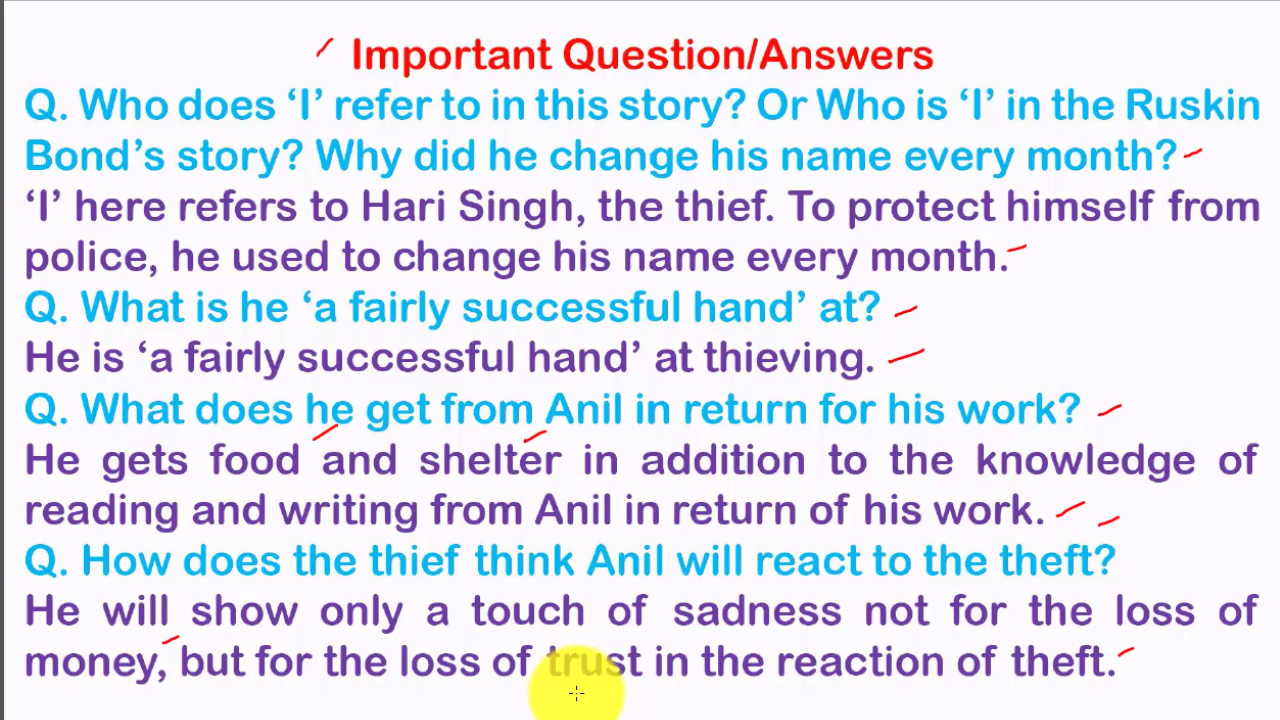 Important Question/Answers
Q. Who does ‘I’ refer to in this story? Or Who is ‘I’ in the Ruskin
Bond’s story? Why did he change his name every month?
‘I’ here refers to Hari Singh, the thief. To protect himself from
police, he used to change his name every month.
Q. What is he ‘a fairly successful hand’ at?
He is ‘a fairly successful hand’ at thieving.
Q. What does he get from Anil in return for his work?
He gets food and shelter in addition to the knowledge of
reading and writing from Anil in return of his work.
Q. How does the thief think Anil will react to the theft?
He will show only a touch of sadness not for the loss of
money, but for the loss of trust in the reaction of theft.